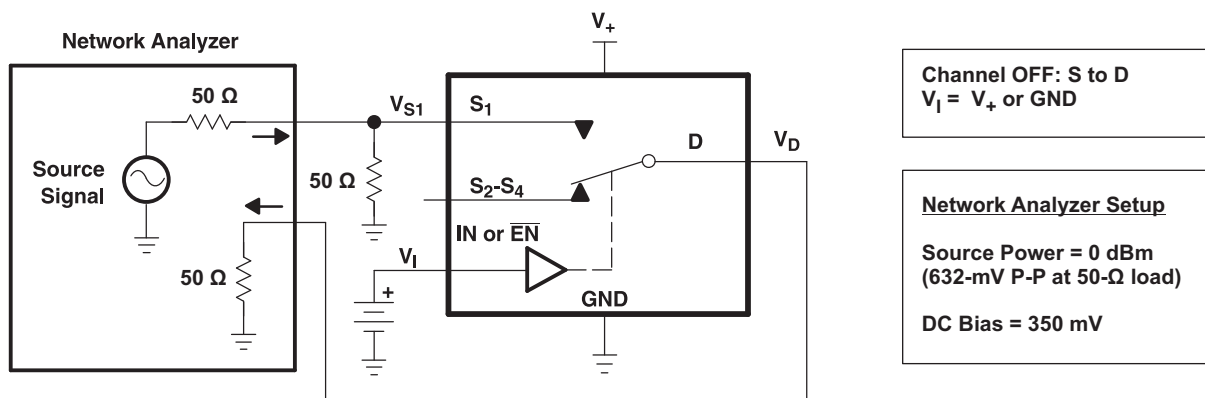 Network Analyzer
50 Ω
Source
Signal
50 Ω
V_S1
50 Ω
V_I
+
V_+
S_1
D
S_2-S_4
IN or E̅N̅
GND
V_D
Channel OFF: S to D
V_I = V_+ or GND
Network Analyzer Setup
Source Power = 0 dBm
(632-mV P-P at 50-Ω load)
DC Bias = 350 mV